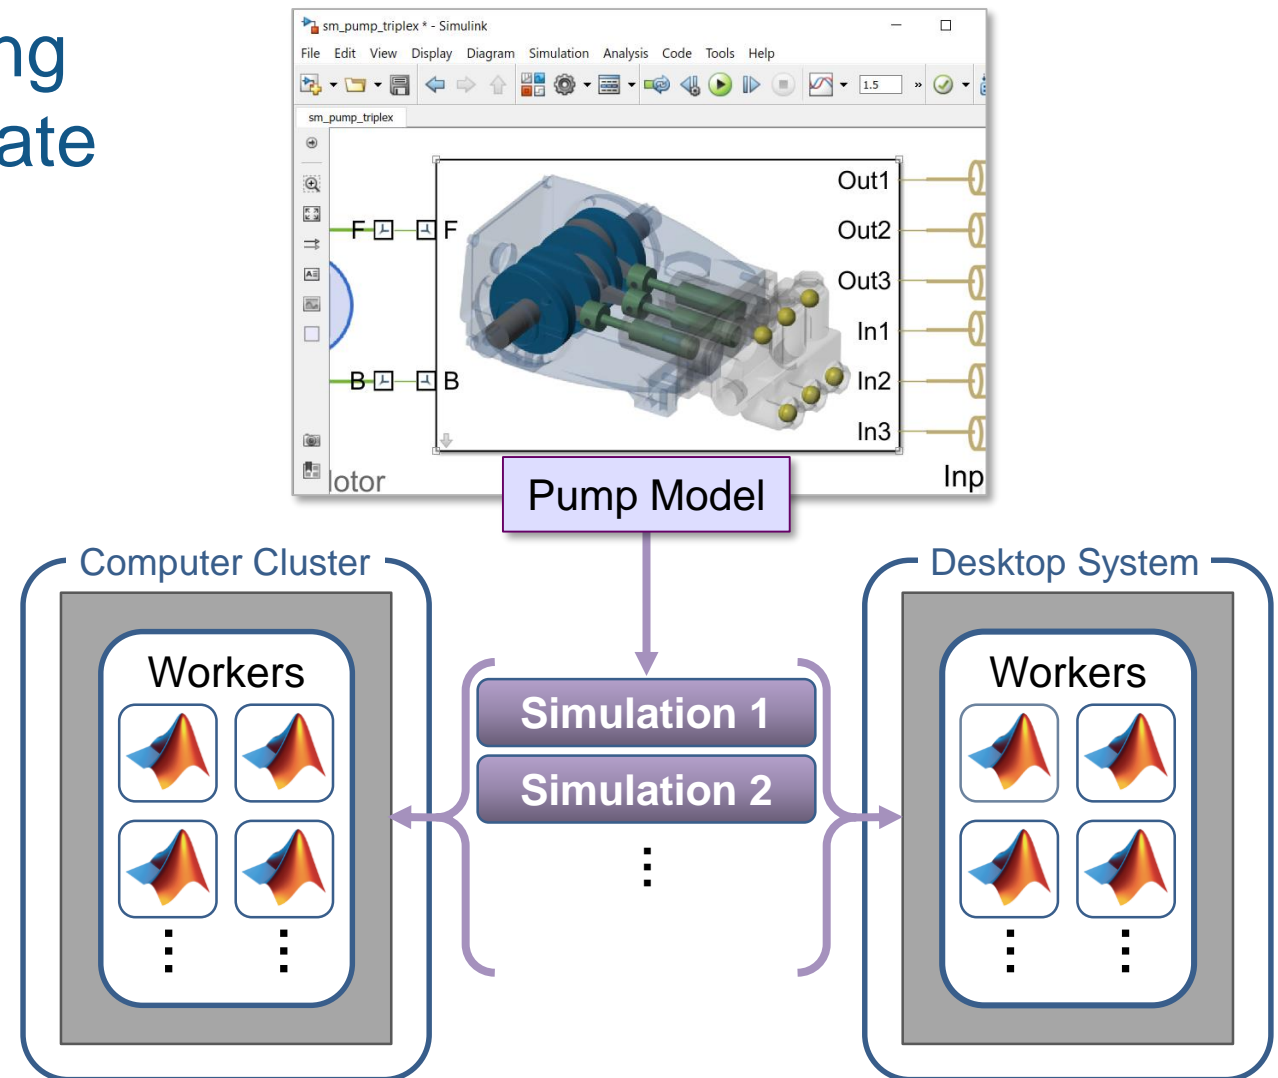 ng
ate
sm_pump_triplex * - Simulink
File Edit View Display Diagram Simulation Analysis Code Tools Help
1.5 »
sm_pump_triplex
Out1
F F Out2
Out3
In1
B B In2
In3
lotor Inp
Pump Model
Computer Cluster
Desktop System
Workers
Workers
Simulation 1
Simulation 2